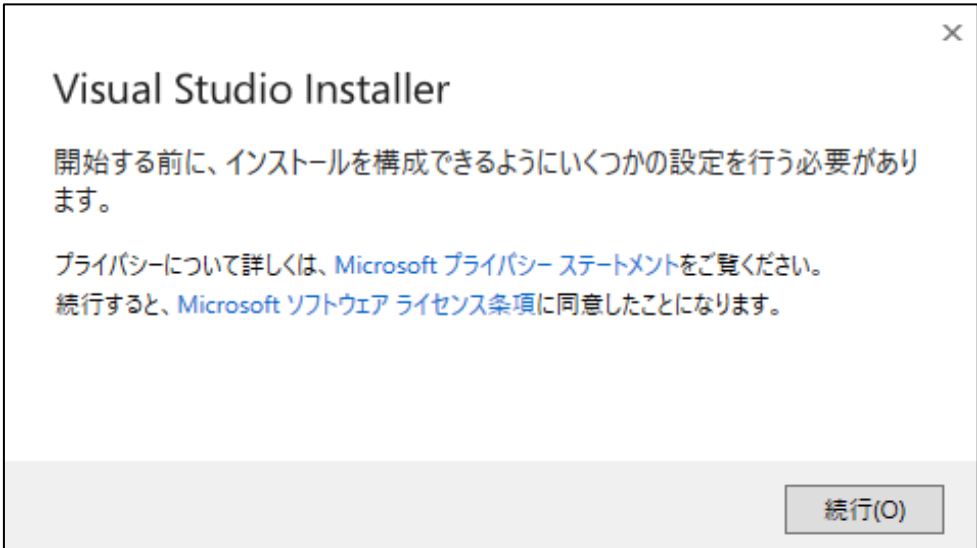 Visual Studio Installer
開始する前に、インストールを構成できるようにいくつかの設定を行う必要があり
ます。
プライバシーについて詳しくは、Microsoft プライバシー ステートメントをご覧ください。
続行すると、Microsoft ソフトウェア ライセンス条項に同意したことになります。
続行(O)